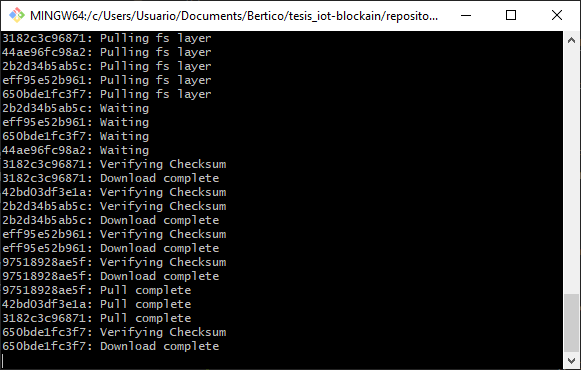 MINGW64:/c/Users/Usuario/Documents/Bertico/tesis_iot-blockain/reposito...
3182c3c96871: Pulling fs layer
44ae96fc98a2: Pulling fs layer
2b2d34b5ab5c: Pulling fs layer
eff95e52b961: Pulling fs layer
650bde1fc3f7: Pulling fs layer
2b2d34b5ab5c: Waiting
eff95e52b961: Waiting
650bde1fc3f7: Waiting
44ae96fc98a2: Waiting
3182c3c96871: Verifying Checksum
3182c3c96871: Download complete
42bd03df3e1a: Verifying Checksum
2b2d34b5ab5c: Verifying Checksum
2b2d34b5ab5c: Download complete
eff95e52b961: Verifying Checksum
eff95e52b961: Download complete
97518928ae5f: Verifying Checksum
97518928ae5f: Download complete
97518928ae5f: Pull complete
42bd03df3e1a: Pull complete
3182c3c96871: Pull complete
650bde1fc3f7: Verifying Checksum
650bde1fc3f7: Download complete